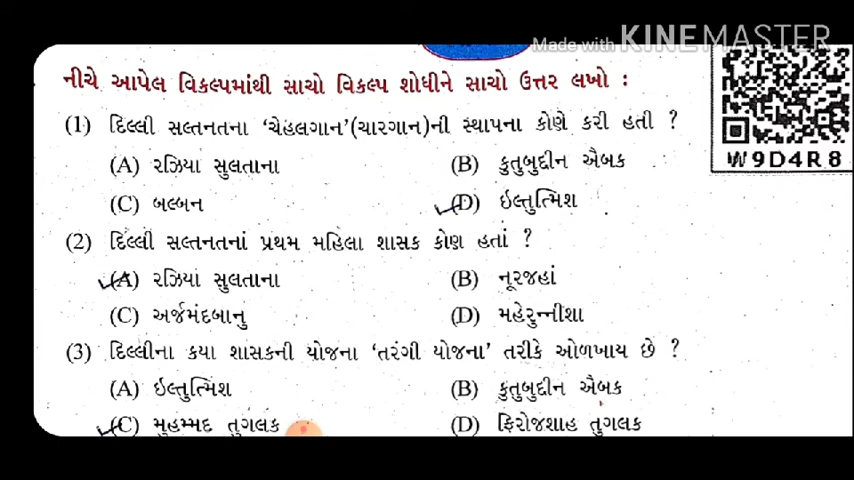 Made with KINEMASTER
નીચે આપેલ વિકલ્પમાંથી સાચો વિકલ્પ શોધીને સાચો ઉત્તર લખો :
(1) દિલ્લી સલ્તનતના ‘ચેહલગાન’(ચારગાન)ની સ્થાપના કોણે કરી હતી ?
W9D4R8
(A) રઝિયા સુલતાના (B) કુતુબુદ્દીન ઐબક
(C) બલ્બન (D) ઇલ્તુત્મિશ
(2) દિલ્લી સલ્તનતનાં પ્રથમ મહિલા શાસક કોણ હતાં ?
(A) રઝિયા સુલતાના (B) નૂરજહાં
(C) અર્જમંદબાનુ (D) મહેરુન્નીશા
(3) દિલ્લીના કયા શાસકની યોજના ‘તરંગી યોજના’ તરીકે ઓળખાય છે ?
(A) ઇલ્તુત્મિશ (B) કુતુબુદ્દીન ઐબક
(C) મુહમ્મદ તુગલક (D) ફિરોજશાહ તુગલક